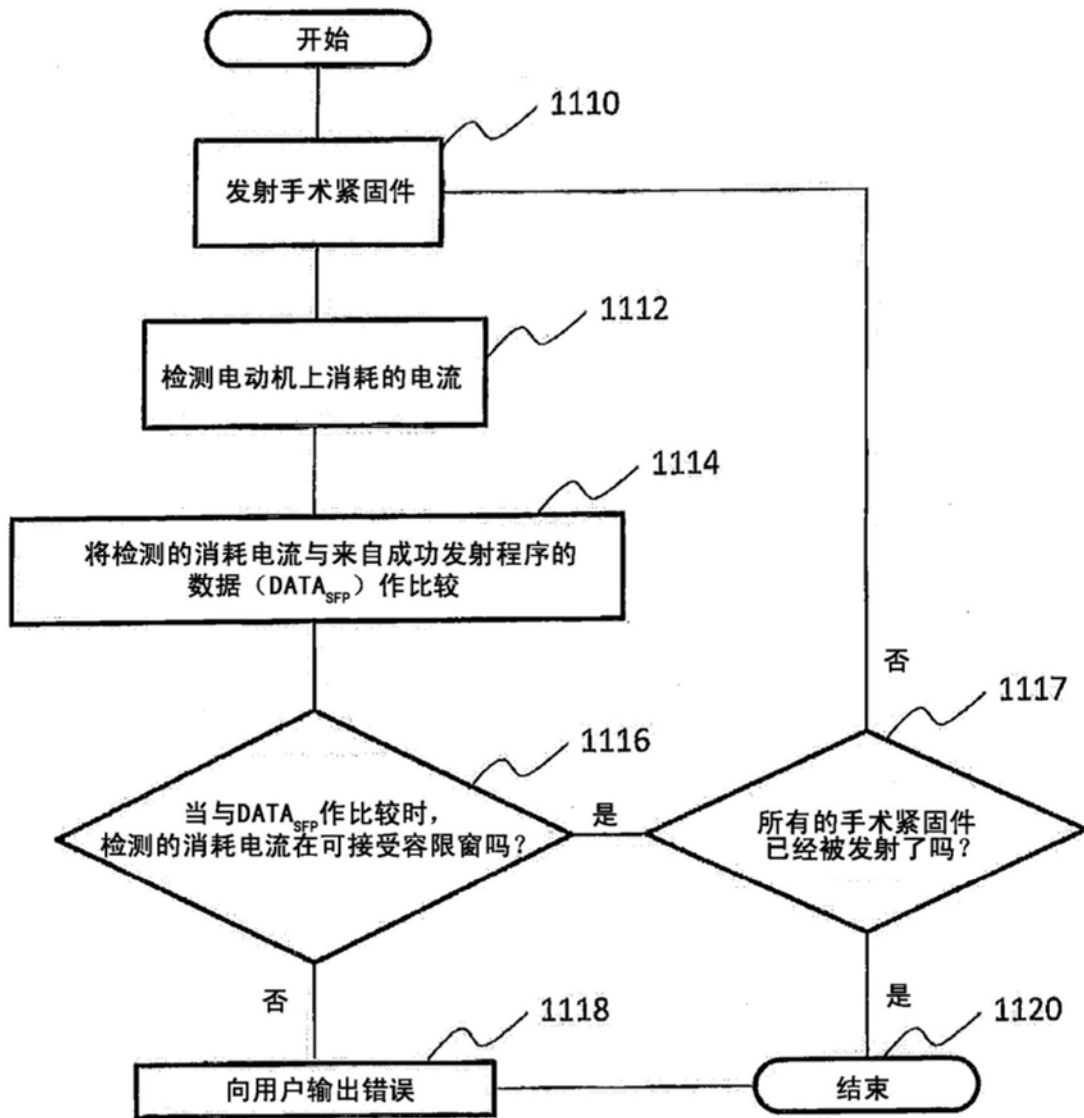 开始
1110
发射手术紧固件
1112
检测电动机上消耗的电流
1114
将检测的消耗电流与来自成功发射程序的
数据（DATASFP）作比较
否
1117
1116
当与DATASFP作比较时，
检测的消耗电流在可接受容限窗吗？
是
所有的手术紧固件
已经被发射了吗？
否
1118
是
1120
向用户输出错误
结束